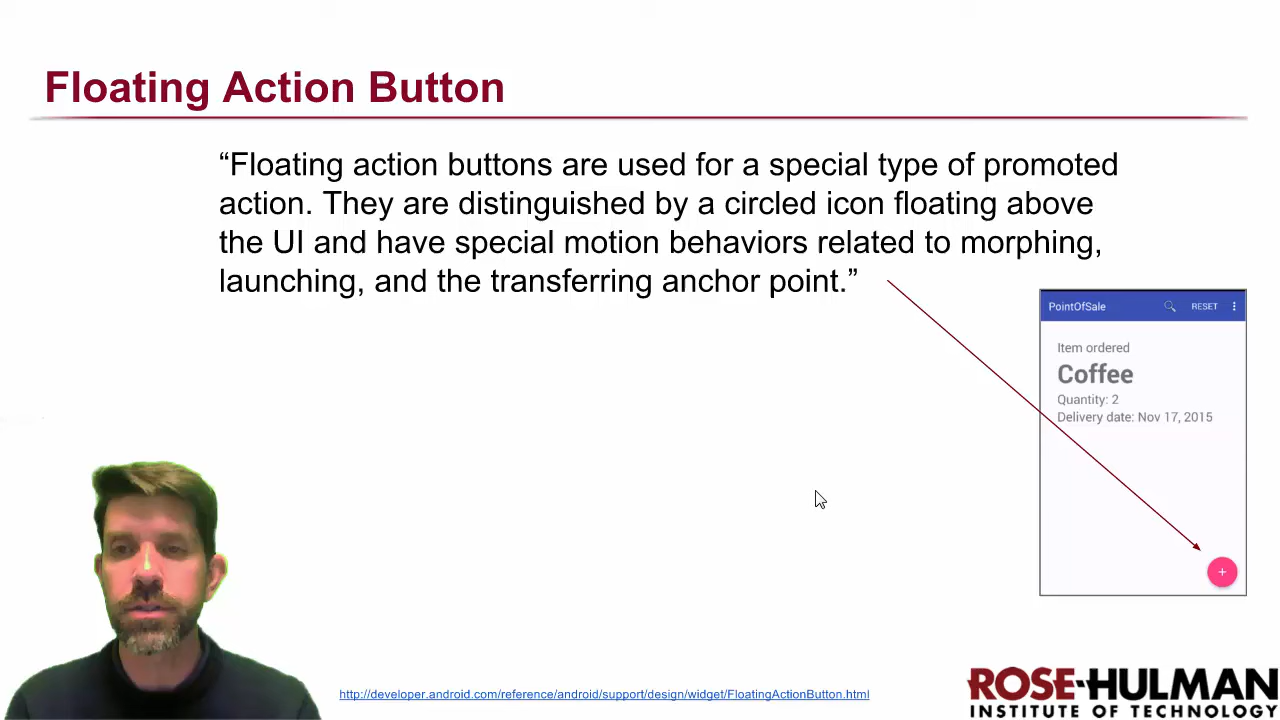 Floating Action Button
“Floating action buttons are used for a special type of promoted
action. They are distinguished by a circled icon floating above
the UI and have special motion behaviors related to morphing,
launching, and the transferring anchor point.”
PointOfSale RESET
Item ordered
Coffee
Quantity: 2
Delivery date: Nov 17, 2015
+
http://developer.android.com/reference/android/support/design/widget/FloatingActionButton.html
ROSE-HULMAN
INSTITUTE OF TECHNOLOGY